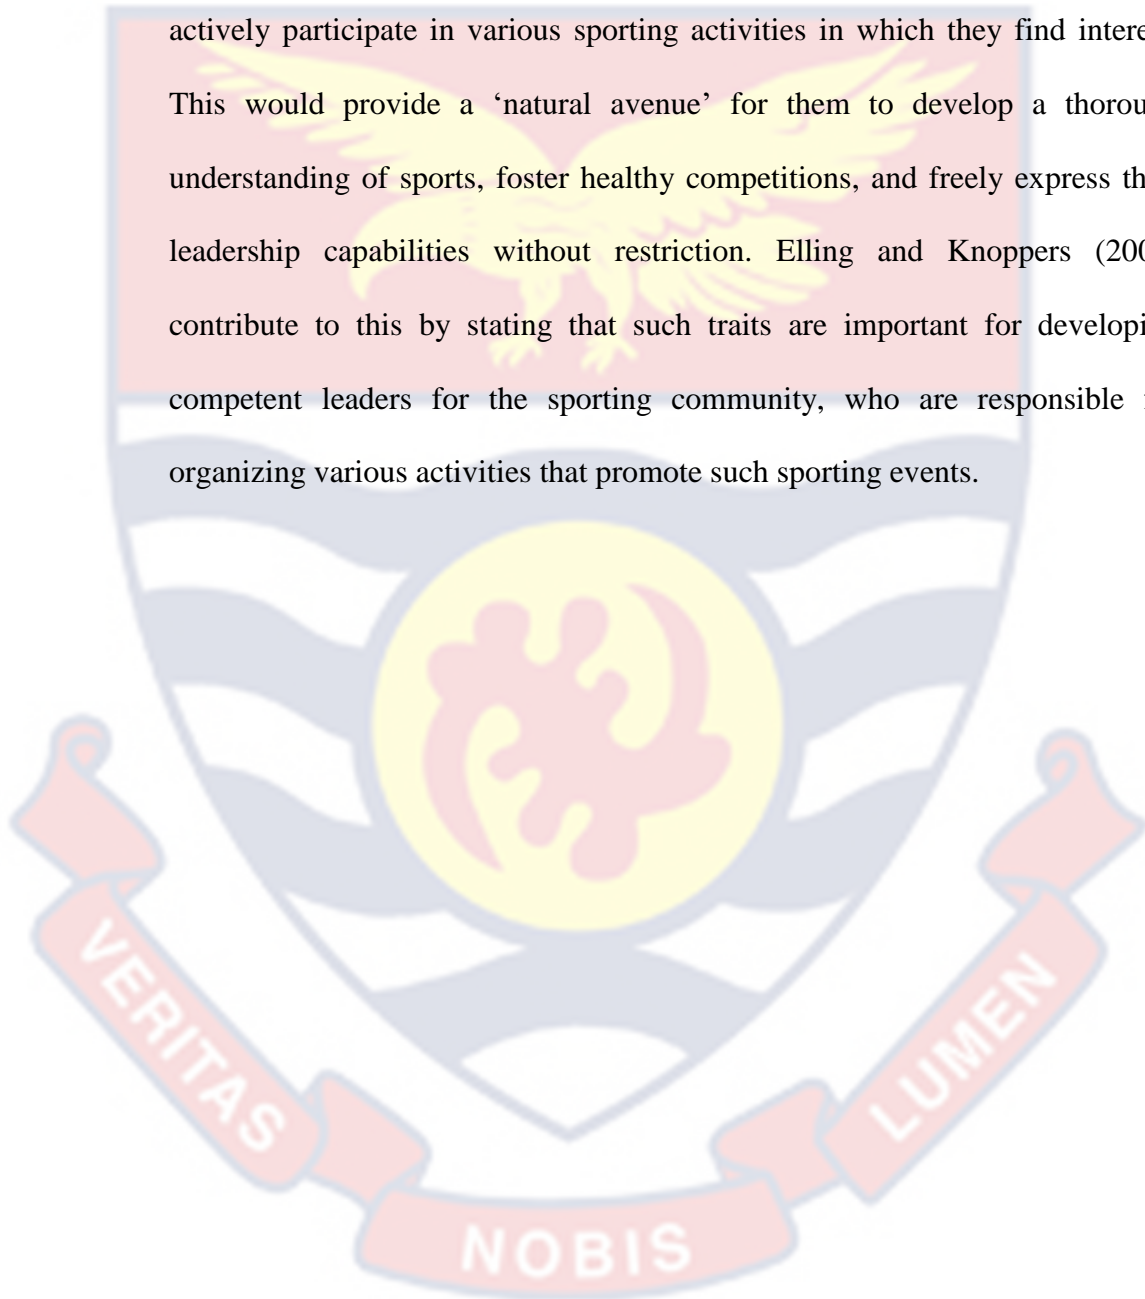 actively participate in various sporting activities in which they find intere
This would provide a ‘natural avenue’ for them to develop a thorou
understanding of sports, foster healthy competitions, and freely express th
leadership capabilities without restriction. Elling and Knoppers (200
contribute to this by stating that such traits are important for developi
competent leaders for the sporting community, who are responsible
organizing various activities that promote such sporting events.
VERITAS
NOBIS
LUMEN